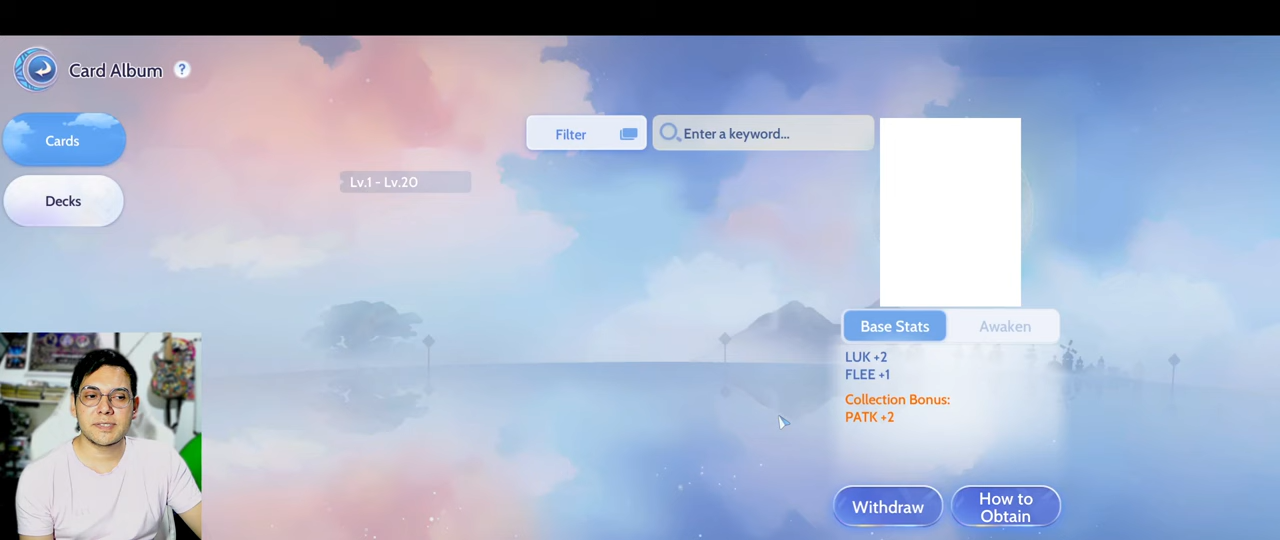 Card Album ?
Cards
Decks
Filter
Enter a keyword...
Lv.1 - Lv.20
Base Stats
Awaken
LUK +2
FLEE +1
Collection Bonus:
PATK +2
Withdraw
How to
Obtain